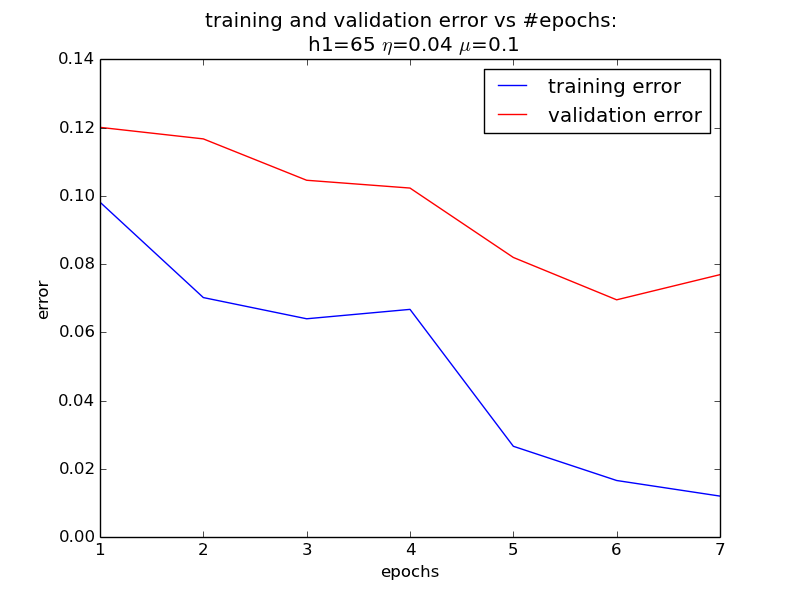 training and validation error vs #epochs:
h1=65 η=0.04 μ=0.1
training error
validation error
0.14
0.12
0.10
0.08
0.06
0.04
0.02
0.00
error
1 2 3 4 5 6 7
epochs